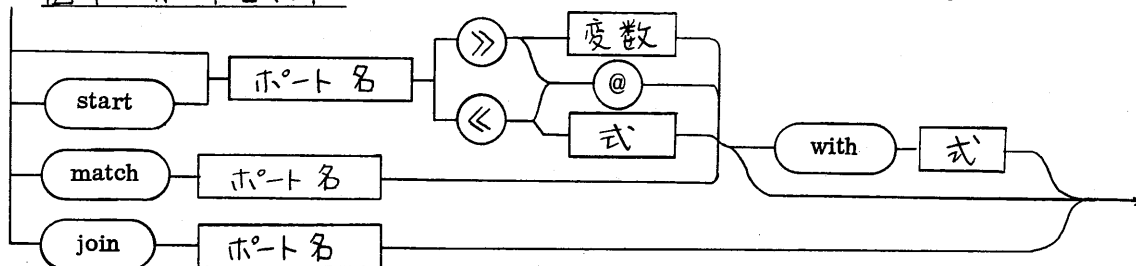 ≫ 変数
ポート名
@
start
≪ 式
with 式
match ポート名
join ポート名